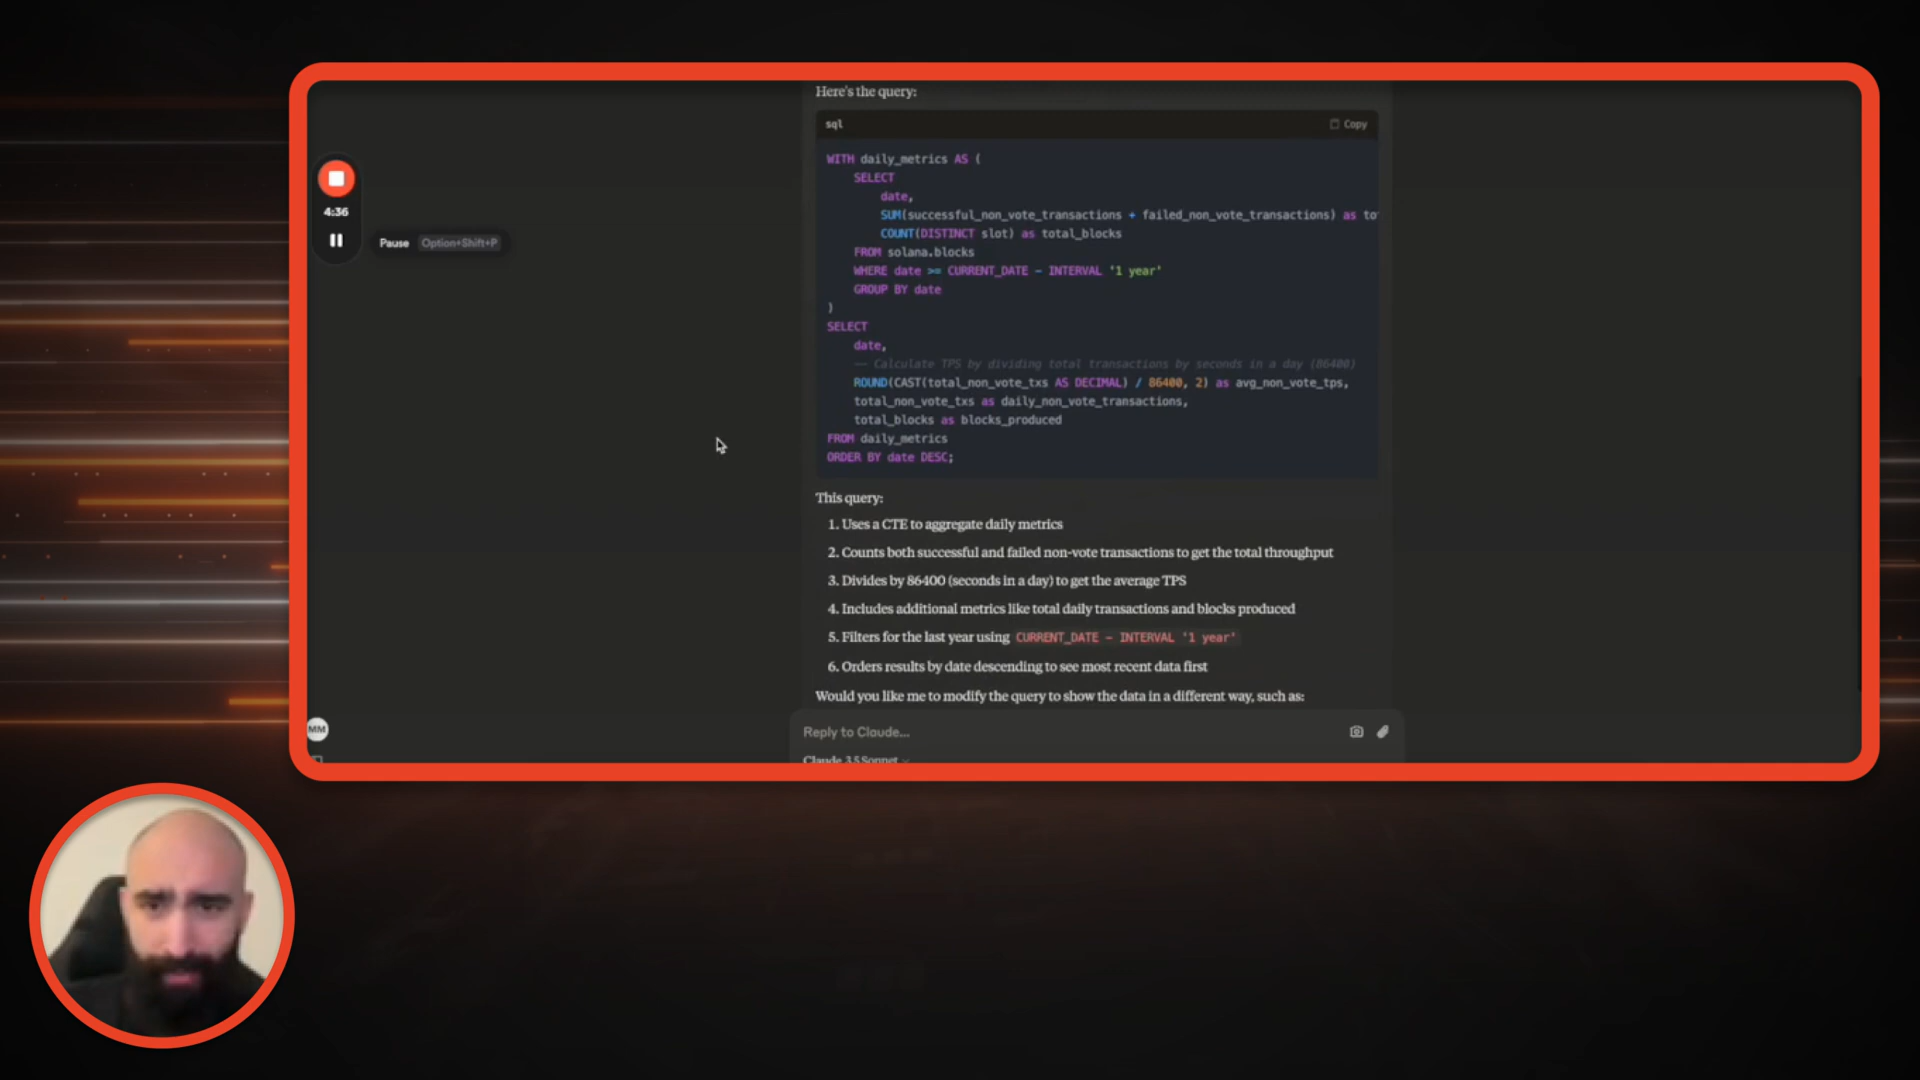 Here's the query:
sql
Copy
WITH daily_metrics AS (
SELECT
date,
SUM(successful_non_vote_transactions + failed_non_vote_transactions) as to
COUNT(DISTINCT slot) as total_blocks
FROM solana.blocks
WHERE date >= CURRENT_DATE - INTERVAL '1 year'
GROUP BY date
)
SELECT
date,
-- Calculate TPS by dividing total transactions by seconds in a day (86400)
ROUND(CAST(total_non_vote_txs AS DECIMAL) / 86400, 2) as avg_non_vote_tps,
total_non_vote_txs as daily_non_vote_transactions,
total_blocks as blocks_produced
FROM daily_metrics
ORDER BY date DESC;
4:36
Pause Option+Shift+P
This query:
1. Uses a CTE to aggregate daily metrics
2. Counts both successful and failed non-vote transactions to get the total throughput
3. Divides by 86400 (seconds in a day) to get the average TPS
4. Includes additional metrics like total daily transactions and blocks produced
5. Filters for the last year using CURRENT_DATE - INTERVAL '1 year'
6. Orders results by date descending to see most recent data first
Would you like me to modify the query to show the data in a different way, such as:
MM
Reply to Claude...
Claude 3.5 Sonnet